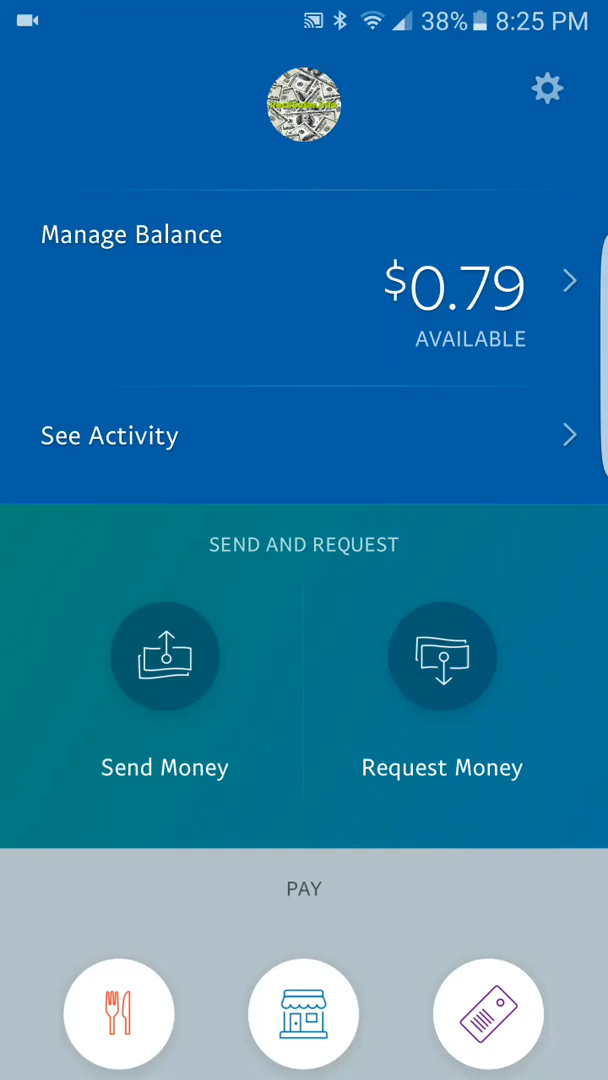 38% 8:25 PM
Manage Balance
$0.79
AVAILABLE
See Activity
SEND AND REQUEST
Send Money
Request Money
PAY